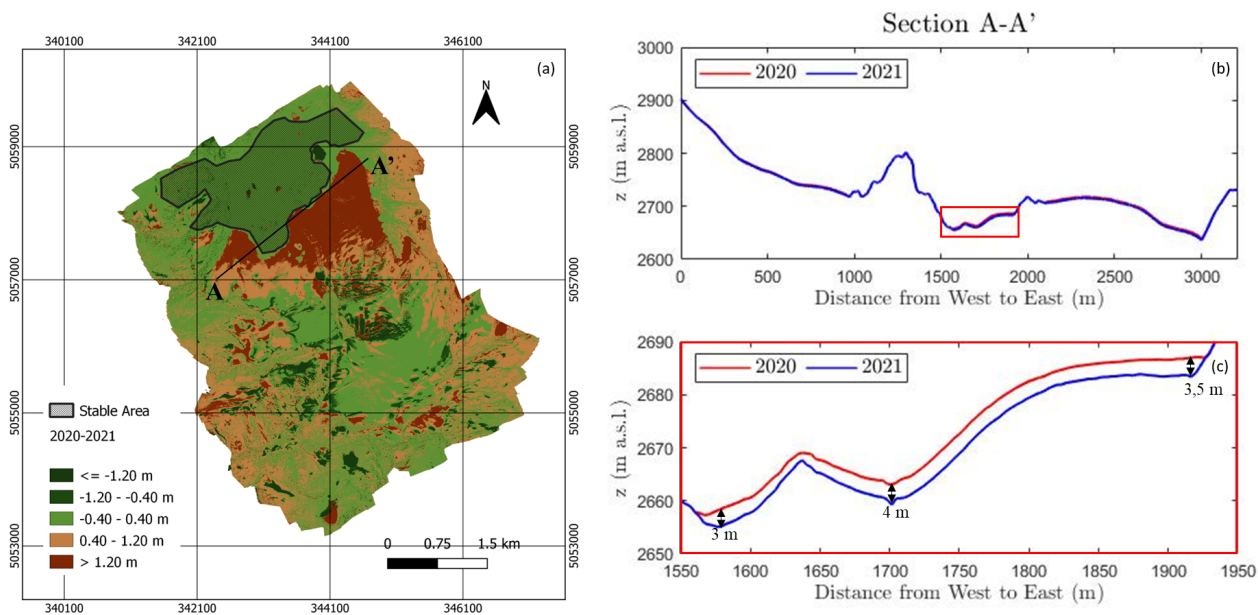 340100 342100 344100 346100
(a)
N
5059000 5059000
A'
5057000 5057000
A
5055000 5055000
Stable Area
2020-2021
<= -1.20 m
-1.20 - -0.40 m
-0.40 - 0.40 m
0.40 - 1.20 m
> 1.20 m
0 0.75 1.5 km
5053000 5053000
340100 342100 344100 346100
Section A-A'
3000
2900
2800
2700
2600
z (m a.s.l.)
2020 2021
(b)
0 500 1000 1500 2000 2500 3000
Distance from West to East (m)
2690
2680
2670
2660
2650
z (m a.s.l.)
2020 2021
(c)
3,5 m
4 m
3 m
1550 1600 1650 1700 1750 1800 1850 1900 1950
Distance from West to East (m)